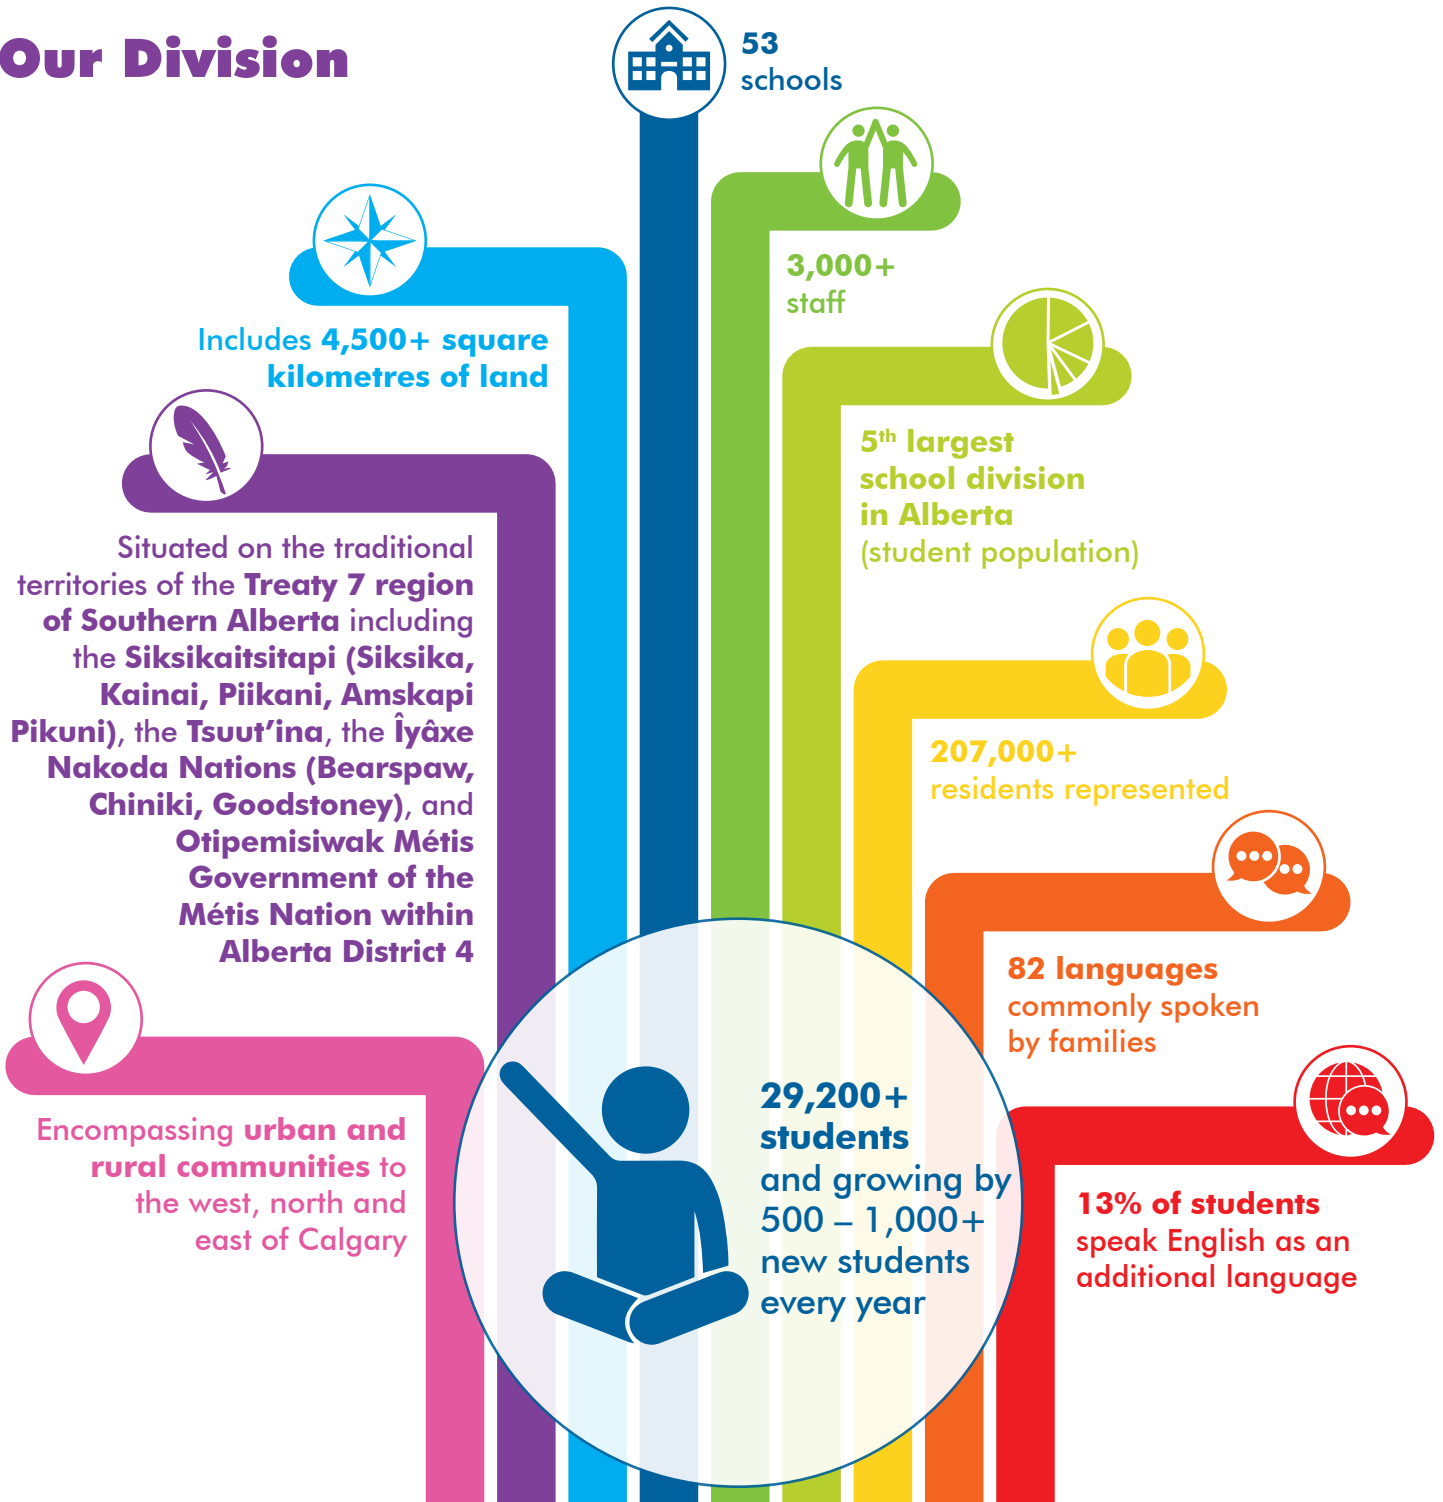 Our Division
53
schools
3,000+
staff
Includes 4,500+ square
kilometres of land
5th largest
school division
in Alberta
(student population)
Situated on the traditional
territories of the Treaty 7 region
of Southern Alberta including
the Siksikaitsitapi (Siksika,
Kainai, Piikani, Amskapi
Pikuni), the Tsuut’ina, the Îyâxe
Nakoda Nations (Bearspaw,
Chiniki, Goodstoney), and
Otipemisiwak Métis
Government of the
Métis Nation within
Alberta District 4
207,000+
residents represented
82 languages
commonly spoken
by families
Encompassing urban and
rural communities to
the west, north and
east of Calgary
29,200+
students
and growing by
500 – 1,000+
new students
every year
13% of students
speak English as an
additional language